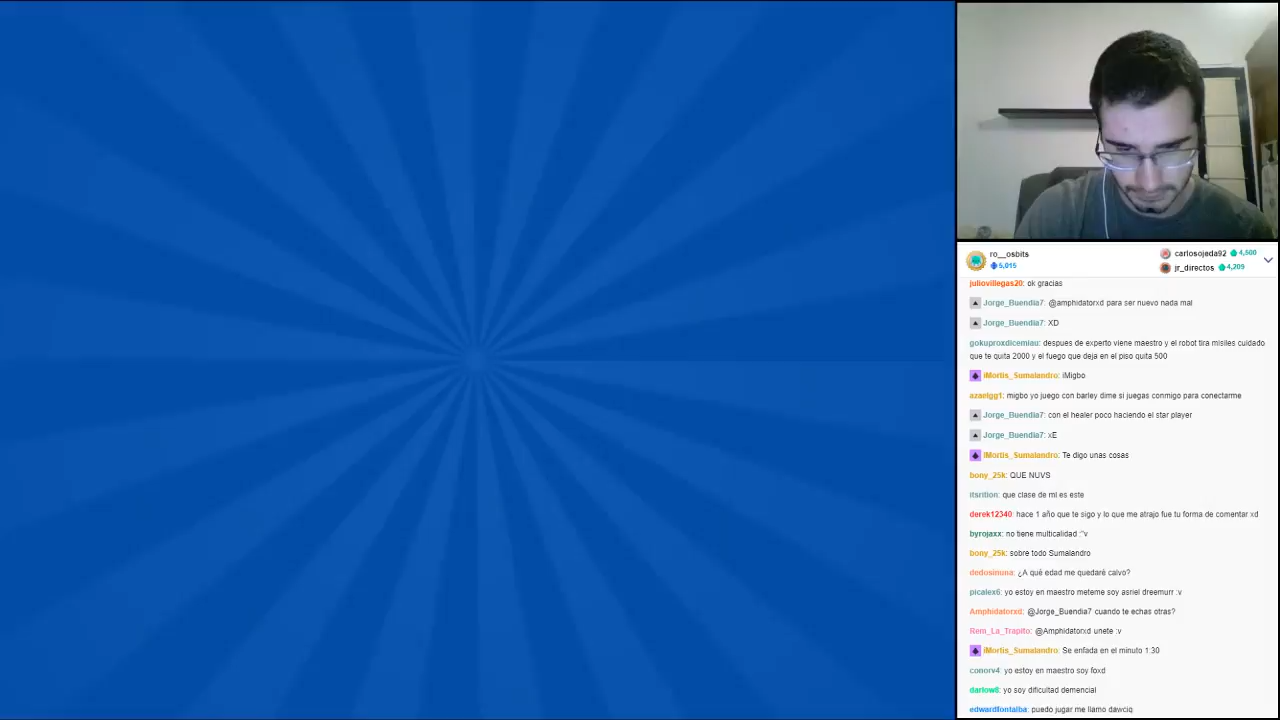 ro__osbits
5,015
carlosojeda92 4,500
jr_directos 4,209
juliovillegas20: ok gracias
Jorge_Buendia7: @amphidatorxd para ser nuevo nada mal
Jorge_Buendia7: XD
gokuproxdicemiau: despues de experto viene maestro y el robot tira misiles cuidado
que te quita 2000 y el fuego que deja en el piso quita 500
iMortis_Sumalandro: iMigbo
azaelgg1: migbo yo juego con barley dime si juegas conmigo para conectarme
Jorge_Buendia7: con el healer poco haciendo el star player
Jorge_Buendia7: xE
iMortis_Sumalandro: Te digo unas cosas
bony_25k: QUE NUVS
itsrition: que clase de ml es este
derek12340: hace 1 año que te sigo y lo que me atrajo fue tu forma de comentar xd
byrojaxx: no tiene multicalidad :"v
bony_25k: sobre todo Sumalandro
dedosinuna: ¿A qué edad me quedaré calvo?
picalex6: yo estoy en maestro meteme soy asriel dreemurr :v
Amphidatorxd: @Jorge_Buendia7 cuando te echas otras?
Rem_La_Trapito: @Amphidatorxd unete :v
iMortis_Sumalandro: Se enfada en el minuto 1:30
conorv4: yo estoy en maestro soy foxd
darlow8: yo soy dificultad demencial
edwardfontalba: puedo jugar me llamo dawciq